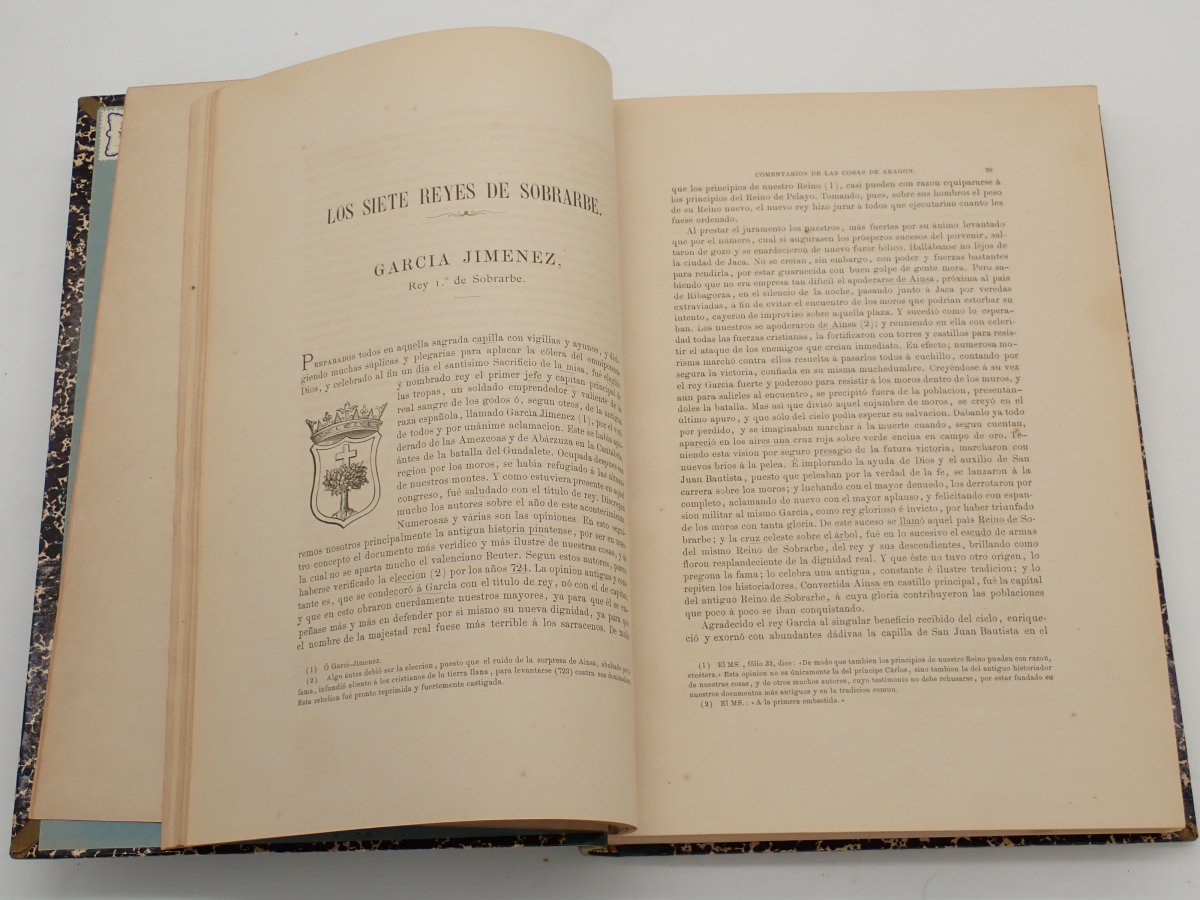 LOS SIETE REYES DE SOBRARBE.
GARCIA JIMENEZ,
Rey 1.º de Sobrarbe.
PREPARADOS todos en aquella sagrada capilla con vigilias y ayunos, y diri-
giendo muchas súplicas y plegarias para aplacar la cólera del omnipotente
Dios, y celebrado al fin un dia el santísimo Sacrificio de la misa, fué elegido
y nombrado rey el primer jefe y capitan principal de
las tropas, un soldado emprendedor y valiente de la
real sangre de los godos ó, segun otros, de la antigua
raza española, llamado Garcia Jimenez (1), por el voto
de todos y por unánime aclamacion. Este se habia apo-
derado de las Amezcoas y de Abárzuza en la Cantábria,
ántes de la batalla del Guadalete. Ocupada despues esa
region por los moros, se habia refugiado á las alturas
de nuestros montes. Y como estuviera presente en aquel
congreso, fué saludado con el título de rey. Discrepan
mucho los autores sobre el año de este acontecimiento.
Numerosas y várias son las opiniones. En esto segui-
remos nosotros principalmente la antigua historia pinatense, por ser en nues-
tro concepto el documento más verídico y más ilustre de nuestras cosas, y de
la cual no se aparta mucho el valenciano Beuter. Segun estos autores, parece
haberse verificado la eleccion (2) por los años 724. La opinion antigua y cons-
tante es, que se condecoró á García con el título de rey, nó con el de capitan,
y que en esto obraron cuerdamente nuestros mayores, ya para que él se em-
peñase más y más en defender por si mismo su nueva dignidad, ya para que
el nombre de la majestad real fuese más terrible á los sarracenos. De modo
(1) Ó Garci-Jimenez.
(2) Algo ántes debió ser la eleccion, puesto que el ruido de la sorpresa de Ainsa, abultado por la
fama, infundió aliento á los cristianos de la tierra llana, para levantarse (723) contra sus dominadores.
Esta rebelion fué pronto reprimida y fuertemente castigada.
COMENTARIOS DE LAS COSAS DE ARAGON. 29
que los principios de nuestro Reino (1), casi pueden con razon equipararse á
los principios del Reino de Pelayo. Tomando, pues, sobre sus hombros el peso
de su Reino nuevo, el nuevo rey hizo jurar á todos que ejecutarian cuanto les
fuese ordenado.
Al prestar el juramento los nuestros, más fuertes por su ánimo levantado
que por el número, cual si augurasen los prósperos sucesos del porvenir, sal-
taron de gozo y se enardecieron de nuevo furor bélico. Hallábanse no léjos de
la ciudad de Jaca. No se creian, sin embargo, con poder y fuerzas bastantes
para rendirla, por estar guarnecida con buen golpe de gente mora. Pero sa-
biendo que no era empresa tan difícil el apoderarse de Ainsa, próxima al pais
de Ribagorza, en el silencio de la noche, pasando junto á Jaca por veredas
extraviadas, á fin de evitar el encuentro de los moros que podrian estorbar su
intento, cayeron de improviso sobre aquella plaza. Y sucedió como lo espera-
ban. Los nuestros se apoderaron de Ainsa (2); y reuniendo en ella con celeri-
dad todas las fuerzas cristianas, la fortificaron con torres y castillos para resis-
tir el ataque de los enemigos que creian inmediato. En efecto; numerosa mo-
risma marchó contra ellos resuelta á pasarlos todos á cuchillo, contando por
segura la victoria, confiada en su misma muchedumbre. Creyéndose á su vez
el rey Garcia fuerte y poderoso para resistir á los moros dentro de los muros, y
aun para salirles al encuentro, se precipitó fuera de la poblacion, presentán-
doles la batalla. Mas así que divisó aquel enjambre de moros, se creyó en el
último apuro, y que sólo del cielo podia esperar su salvacion. Dábanlo ya todo
por perdido, y se imaginaban marchar á la muerte cuando, segun cuentan,
apareció en los aires una cruz roja sobre verde encina en campo de oro. Te-
niendo esta vision por seguro presagio de la futura victoria, marcharon con
nuevos brios á la pelea. É implorando la ayuda de Dios y el auxilio de San
Juan Bautista, puesto que peleaban por la verdad de la fe, se lanzaron á la
carrera sobre los moros; y luchando con el mayor denuedo, los derrotaron por
completo, aclamando de nuevo con el mayor aplauso, y felicitando con expan-
sion militar al mismo Garcia, como rey glorioso é invicto, por haber triunfado
de los moros con tanta gloria. De este suceso se llamó aquel pais Reino de So-
brarbe; y la cruz celeste sobre el árbol, fué en lo sucesivo el escudo de armas
del mismo Reino de Sobrarbe, del rey y sus descendientes, brillando como
floron resplandeciente de la dignidad real. Y que éste no tuvo otro origen, lo
pregona la fama; lo celebra una antigua, constante é ilustre tradicion; y lo
repiten los historiadores. Convertida Ainsa en castillo principal, fué la capital
del antiguo Reino de Sobrarbe, á cuya gloria contribuyeron las poblaciones
que poco á poco se iban conquistando.
Agradecido el rey Garcia al singular beneficio recibido del cielo, enrique-
ció y exornó con abundantes dádivas la capilla de San Juan Bautista en el
(1) El MS., fólio 32, dice: «De modo que tambien los principios de nuestro Reino pueden con razon,
etcétera.» Esta opinion no es únicamente la del príncipe Cárlos, sino tambien la del antiguo historiador
de nuestras cosas, y de otros muchos autores, cuyo testimonio no debe rehusarse, por estar fundado en
nuestros documentos más antiguos y en la tradicion comun.
(2) El MS.: «A la primera embestida.»